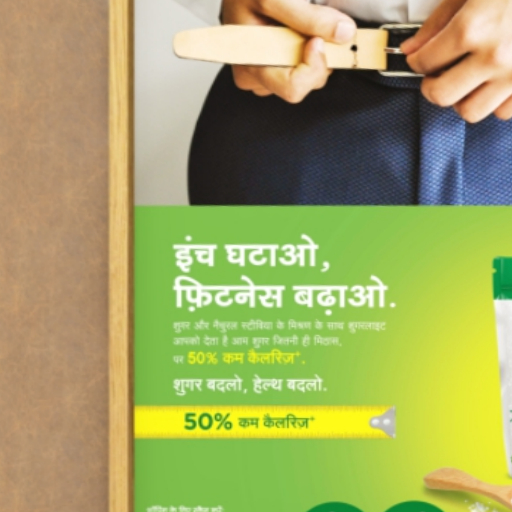 इंच घटाओ,
फ़िटनेस बढ़ाओ.
शुगर और नैचुरल स्टीविया के मिश्रण के साथ शुगरलाइट
आपको देता है आम शुगर जितनी ही मिठास,
पर 50% कम कैलरिज़*.
शुगर बदलो, हेल्थ बदलो.
50% कम कैलरिज़*